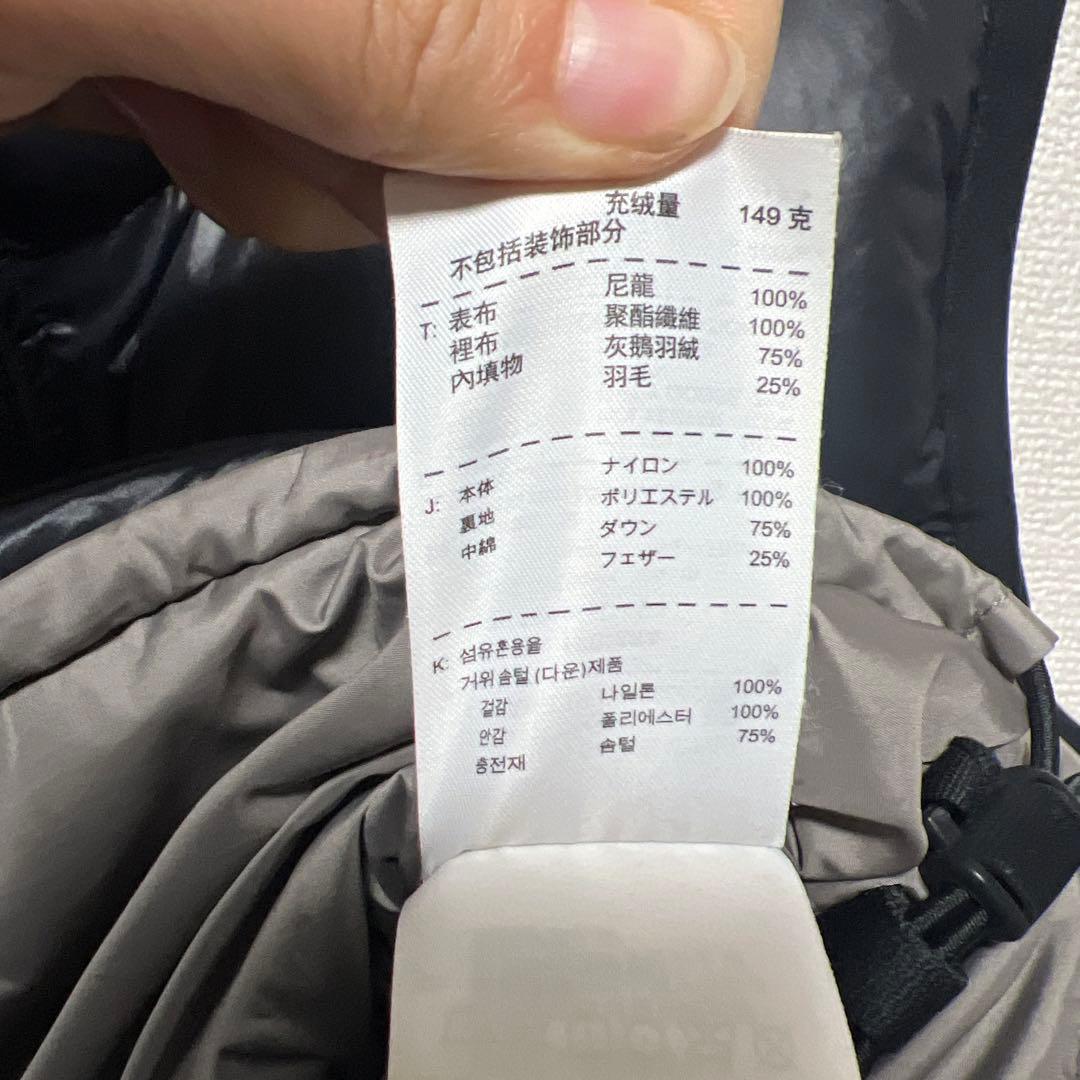 充绒量 149 克
不包括装饰部分
T: 表布 尼龍 100%
裡布 聚酯纖維 100%
內填物 灰鵝羽絨 75%
羽毛 25%
J: 本体 ナイロン 100%
裏地 ポリエステル 100%
中綿 ダウン 75%
フェザー 25%
K: 섬유혼용율
거위솜털(다운)제품
겉감 나일론 100%
안감 폴리에스터 100%
충전재 솜털 75%